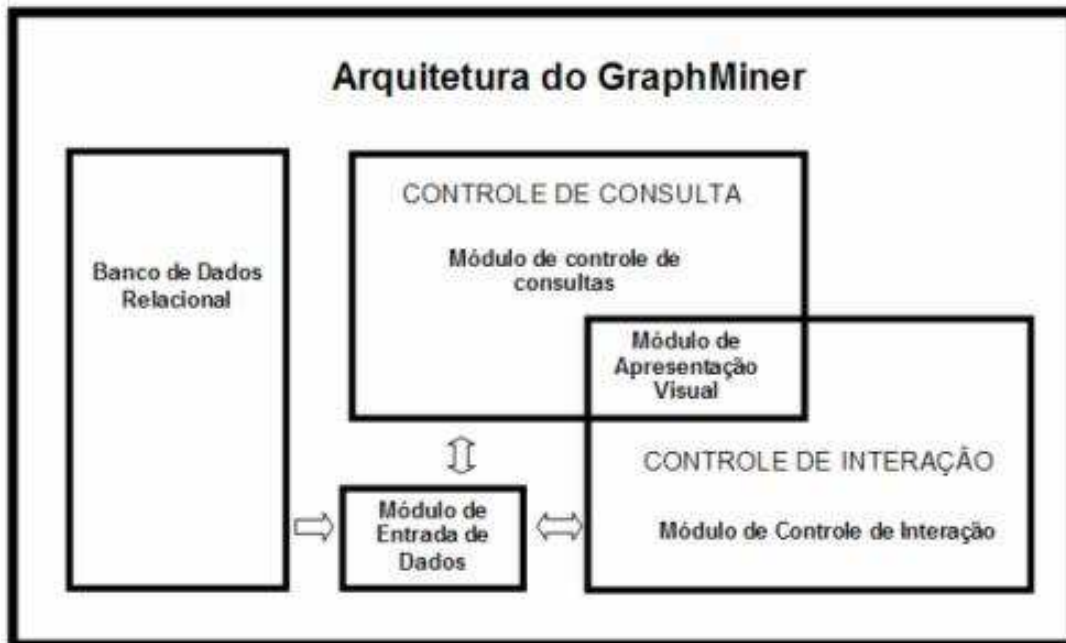 Arquitetura do GraphMiner
Banco de Dados
Relacional
CONTROLE DE CONSULTA
Módulo de controle de
consultas
Módulo de
Apresentação
Visual
CONTROLE DE INTERAÇÃO
Módulo de Controle de Interação
Módulo de
Entrada de
Dados